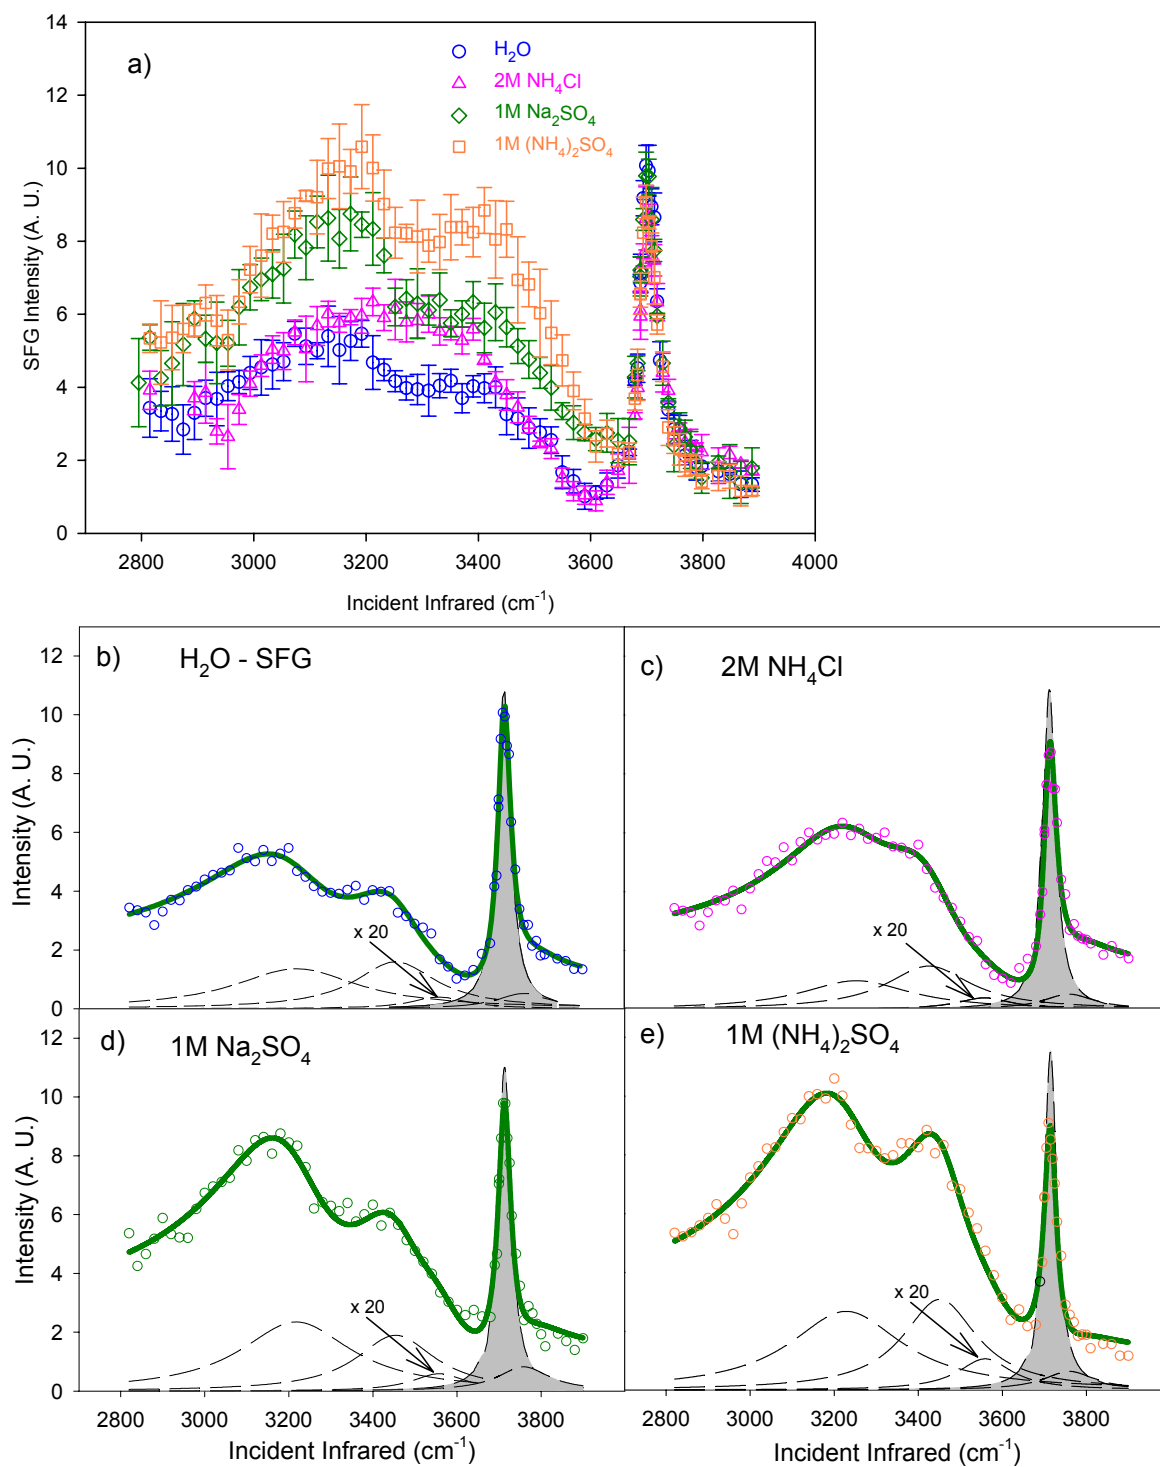 a)
H₂O
2M NH₄Cl
1M Na₂SO₄
1M (NH₄)₂SO₄
SFG Intensity (A. U.)
14
12
10
8
6
4
2
0
2800 3000 3200 3400 3600 3800 4000
Incident Infrared (cm⁻¹)
b) H₂O - SFG
c) 2M NH₄Cl
Intensity (A. U.)
12
10
8
6
4
2
0
x 20
x 20
d) 1M Na₂SO₄
e) 1M (NH₄)₂SO₄
Intensity (A. U.)
12
10
8
6
4
2
0
x 20
x 20
2800 3000 3200 3400 3600 3800
3000 3200 3400 3600 3800
Incident Infrared (cm⁻¹)
Incident Infrared (cm⁻¹)